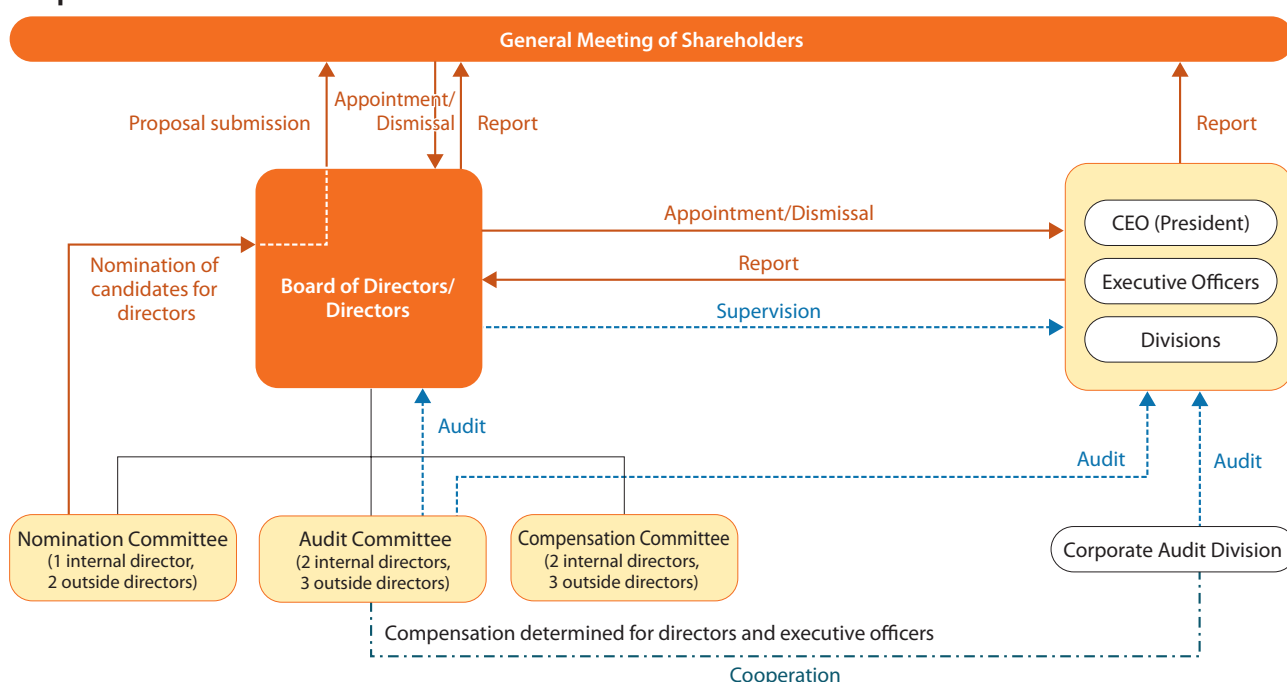 General Meeting of Shareholders
Appointment/
Dismissal
Proposal submission
Report
Report
Appointment/Dismissal
CEO (President)
Nomination of
candidates for
directors
Board of Directors/
Directors
Report
Executive Officers
Supervision
Divisions
Audit
Audit
Audit
Nomination Committee
(1 internal director,
2 outside directors)
Audit Committee
(2 internal directors,
3 outside directors)
Compensation Committee
(2 internal directors,
3 outside directors)
Corporate Audit Division
Compensation determined for directors and executive officers
Cooperation